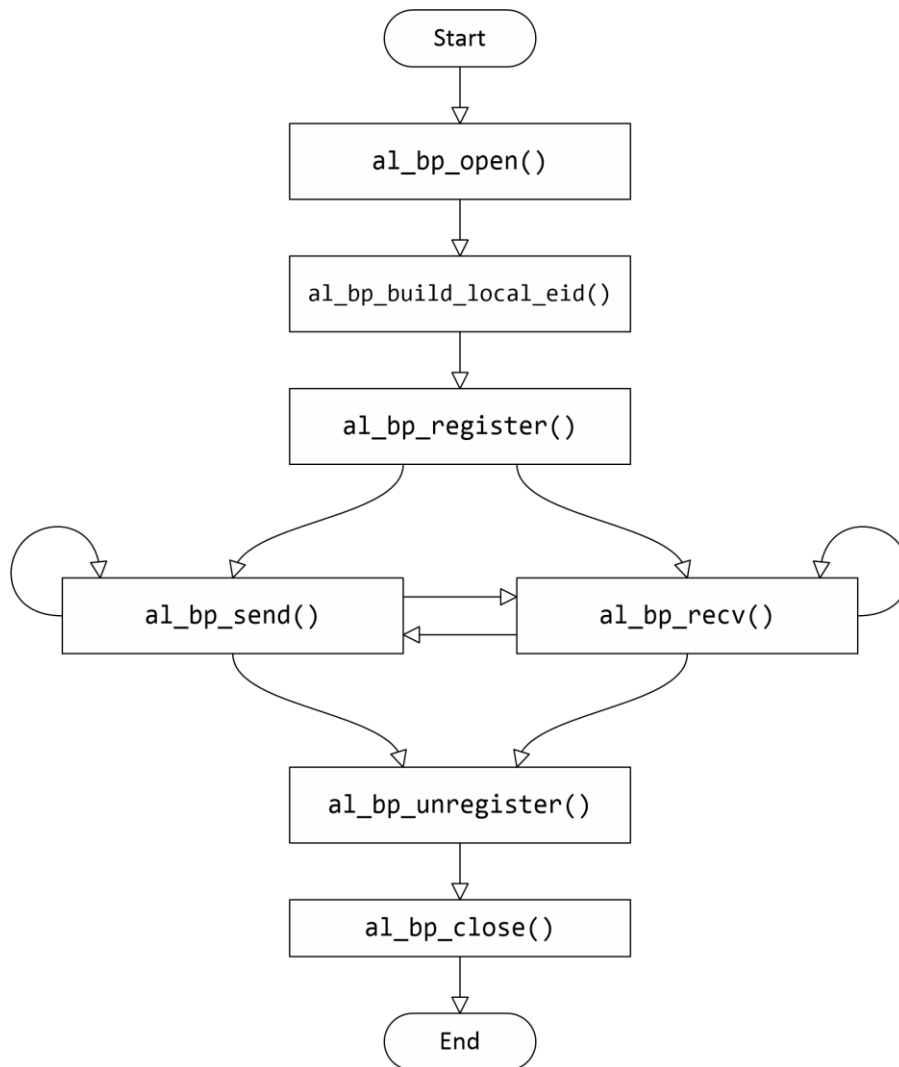 Start
al_bp_open()
al_bp_build_local_eid()
al_bp_register()
al_bp_send()
al_bp_recv()
al_bp_unregister()
al_bp_close()
End